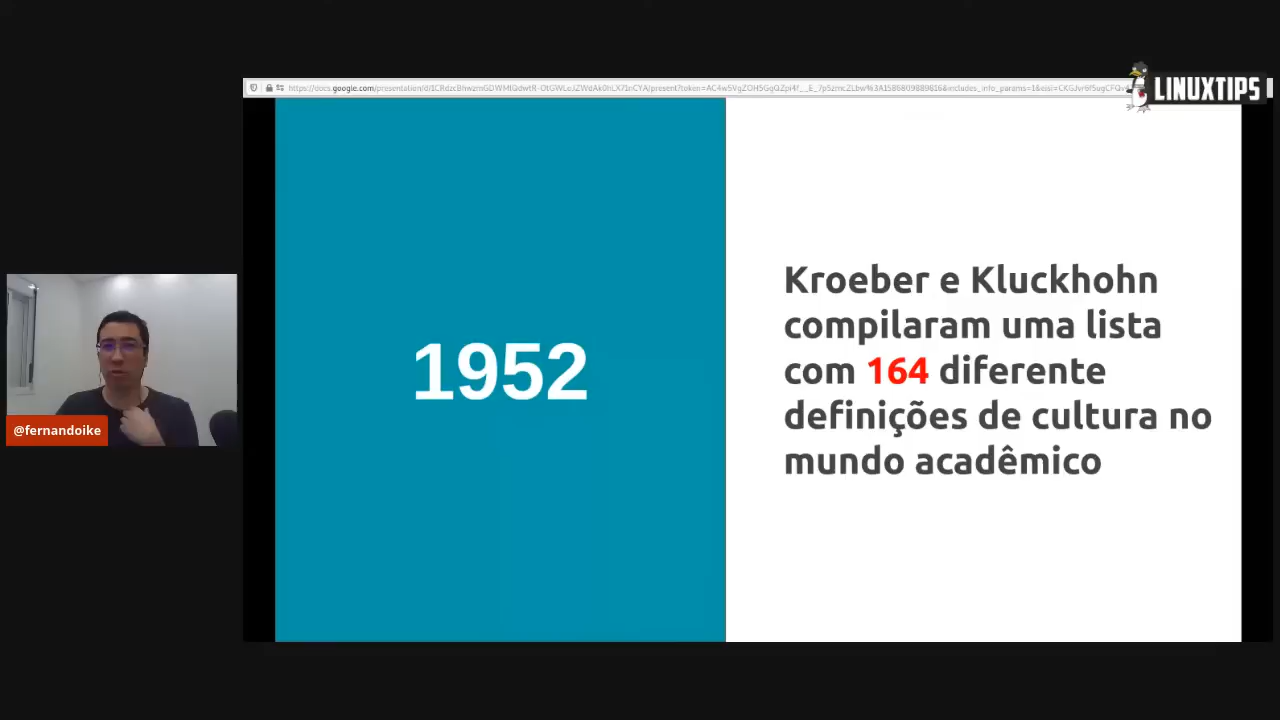 LINUXTIPS
1952
Kroeber e Kluckhohn
compilaram uma lista
com 164 diferente
definições de cultura no
mundo acadêmico
@fernandoike